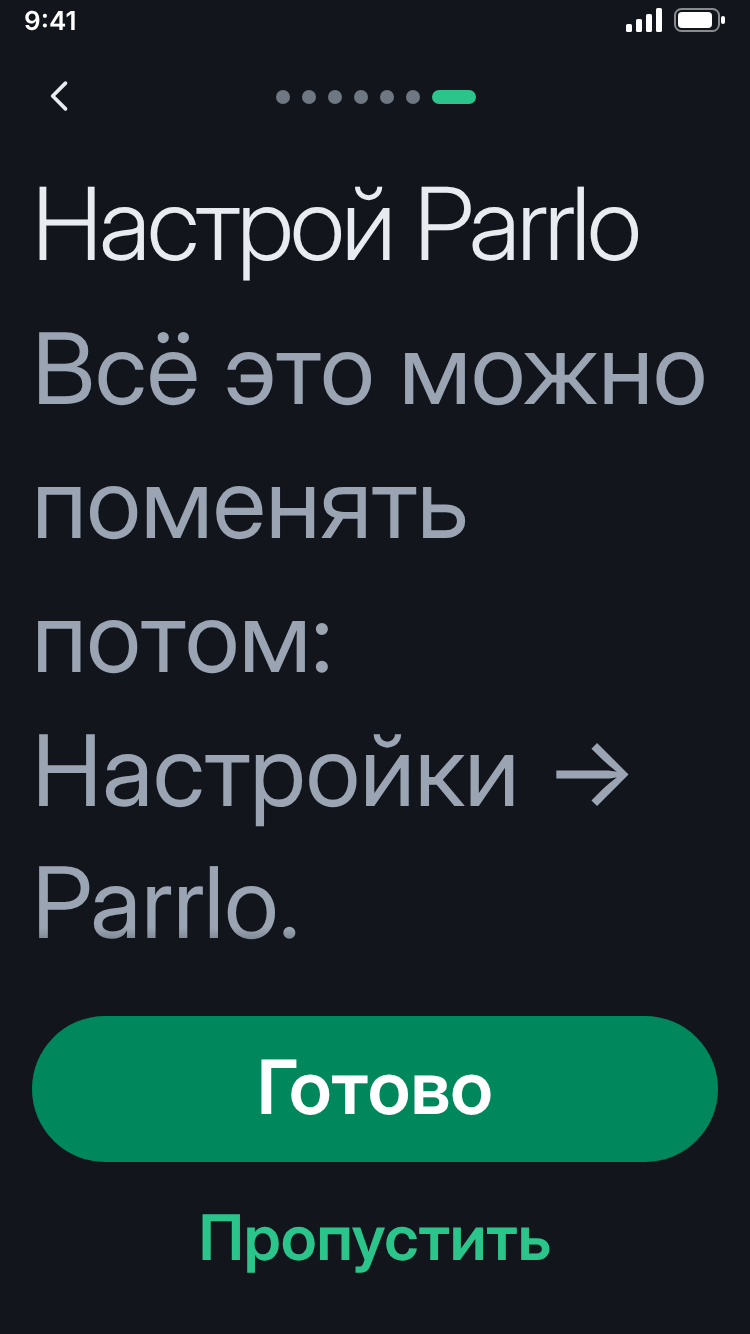 9:41
Настрой Parrlo
Всё это можно
поменять
потом:
Настройки →
Parrlo.
Готово
Пропустить